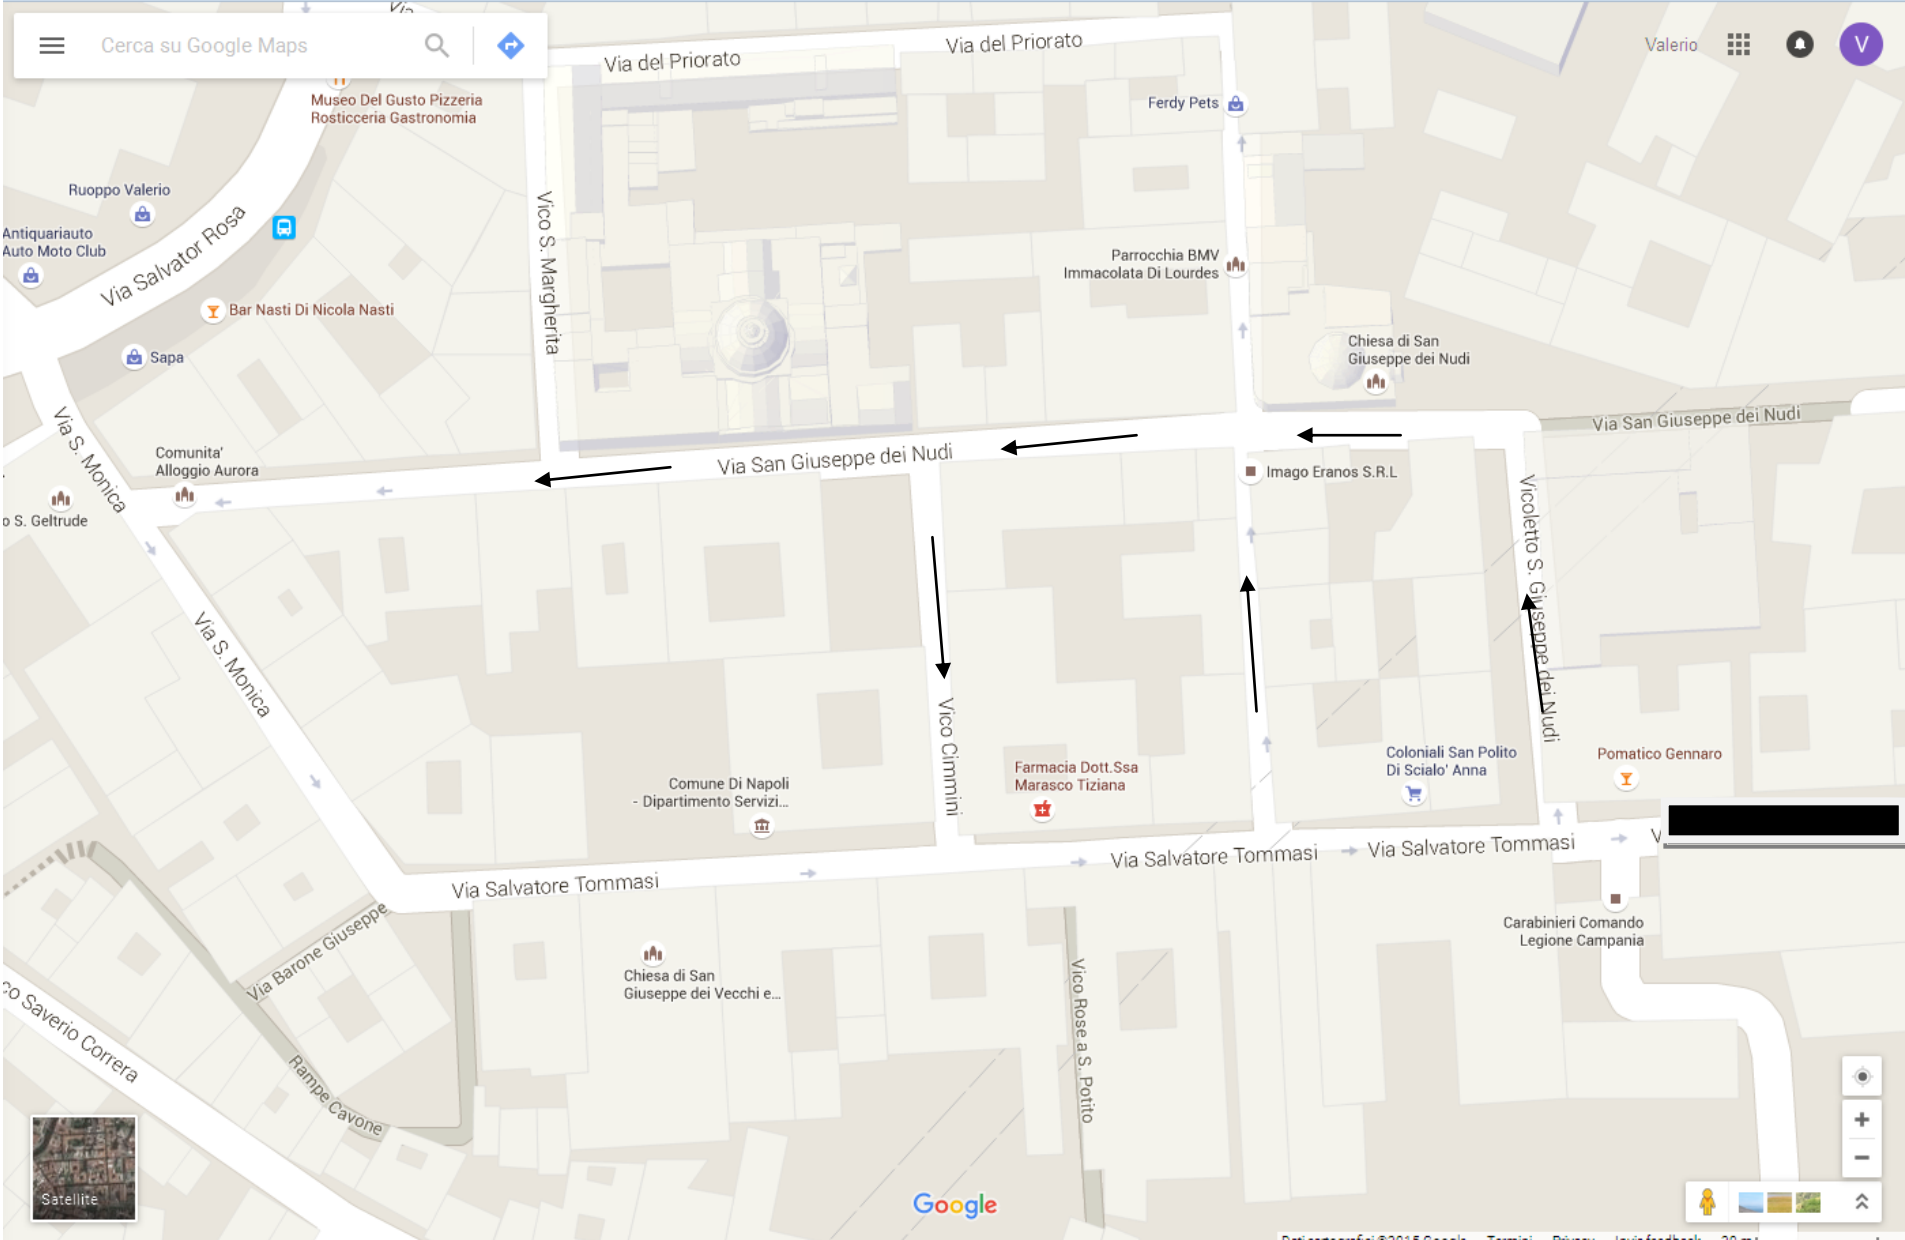 Cerca su Google Maps
Via
Via del Priorato
Via del Priorato
Valerio
V
Museo Del Gusto Pizzeria
Rosticceria Gastronomia
Ferdy Pets
Ruoppo Valerio
Antiquariauto
Auto Moto Club
Via Salvator Rosa
Vico S. Margherita
Parrocchia BMV
Immacolata Di Lourdes
Bar Nasti Di Nicola Nasti
Sapa
Chiesa di San
Giuseppe dei Nudi
Via San Giuseppe dei Nudi
Via S. Monica
Comunita'
Alloggio Aurora
Via San Giuseppe dei Nudi
Imago Eranos S.R.L
o S. Geltrude
Vicoletto S. Giuseppe dei Nudi
Via S. Monica
Vico Cimmini
Comune Di Napoli
- Dipartimento Servizi...
Farmacia Dott.Ssa
Marasco Tiziana
Coloniali San Polito
Di Scialo' Anna
Pomatico Gennaro
Via Salvatore Tommasi
Via Salvatore Tommasi
Via Salvatore Tommasi
V
Via Barone Giuseppe
Carabinieri Comando
Legione Campania
Chiesa di San
Giuseppe dei Vecchi e...
Vico Rose a S. Potito
co Saverio Correra
Rampe Cavone
Satellite
Google